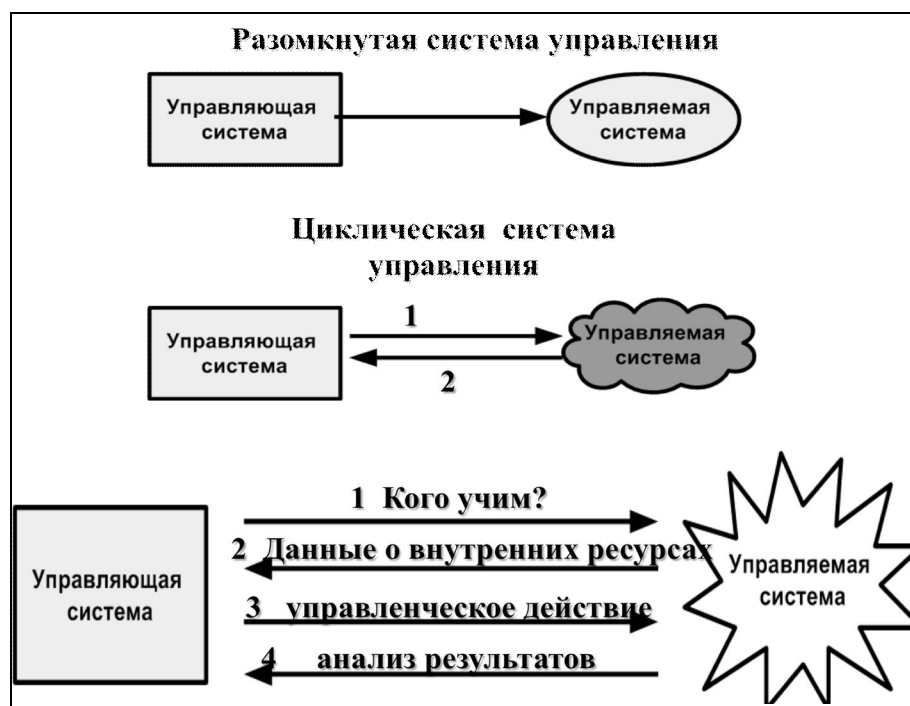 Разомкнутая система управления
Управляющая
система
Управляемая
система
Циклическая система
управления
Управляющая
система
1
2
Управляемая
система
Управляющая
система
1 Кого учим?
2 Данные о внутренних ресурсах
3 управленческое действие
4 анализ результатов
Управляемая
система